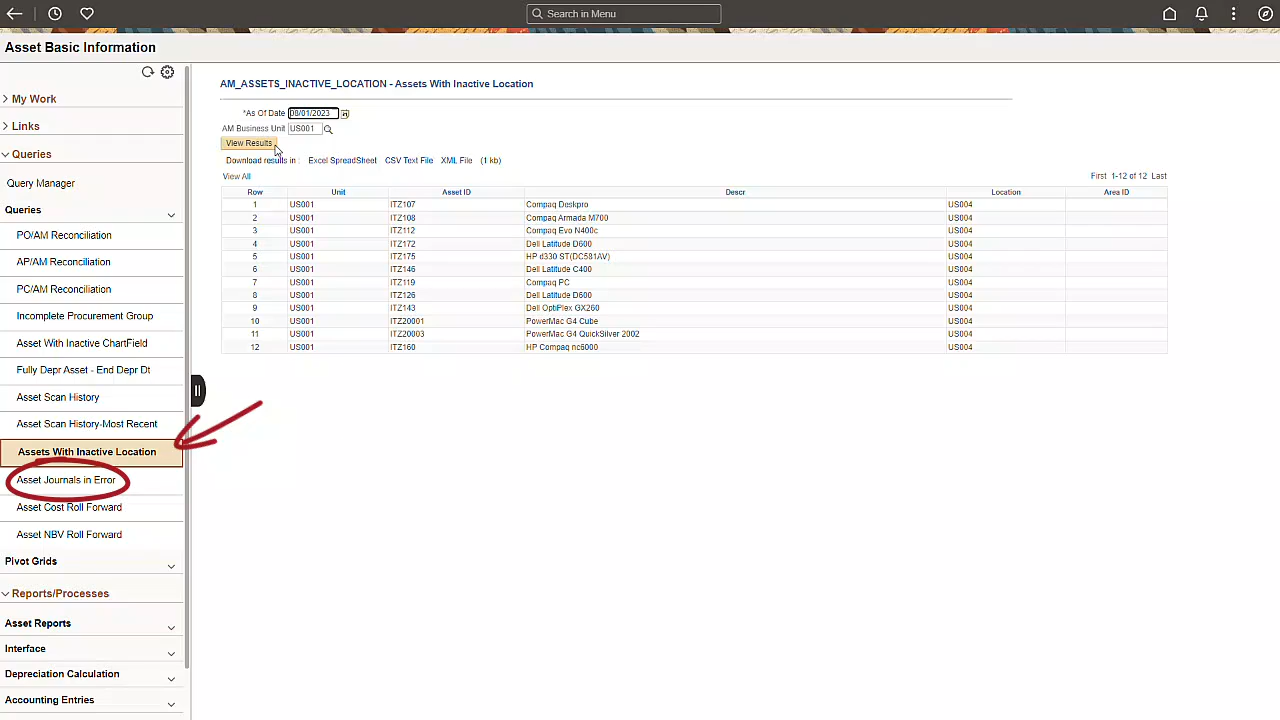 Search in Menu
Asset Basic Information
My Work
Links
Queries
Query Manager
Queries
PO/AM Reconciliation
AP/AM Reconciliation
PC/AM Reconciliation
Incomplete Procurement Group
Asset With Inactive ChartField
Fully Depr Asset - End Depr Dt
Asset Scan History
Asset Scan History-Most Recent
Assets With Inactive Location
Asset Journals in Error
Asset Cost Roll Forward
Asset NBV Roll Forward
Pivot Grids
Reports/Processes
Asset Reports
Interface
Depreciation Calculation
Accounting Entries
AM_ASSETS_INACTIVE_LOCATION - Assets With Inactive Location
*As Of Date 08/01/2023
AM Business Unit US001
View Results
Download results in : Excel SpreadSheet CSV Text File XML File (1 kb)
View All First 1-12 of 12 Last
Row Unit Asset ID Descr Location Area ID
1 US001 ITZ107 Compaq Deskpro US004
2 US001 ITZ108 Compaq Armada M700 US004
3 US001 ITZ112 Compaq Evo N400c US004
4 US001 ITZ172 Dell Latitude D600 US004
5 US001 ITZ175 HP d330 ST(DC581AV) US004
6 US001 ITZ146 Dell Latitude C400 US004
7 US001 ITZ119 Compaq PC US004
8 US001 ITZ126 Dell Latitude D600 US004
9 US001 ITZ143 Dell OptiPlex GX260 US004
10 US001 ITZ20001 PowerMac G4 Cube US004
11 US001 ITZ20003 PowerMac G4 QuickSilver 2002 US004
12 US001 ITZ160 HP Compaq nc6000 US004